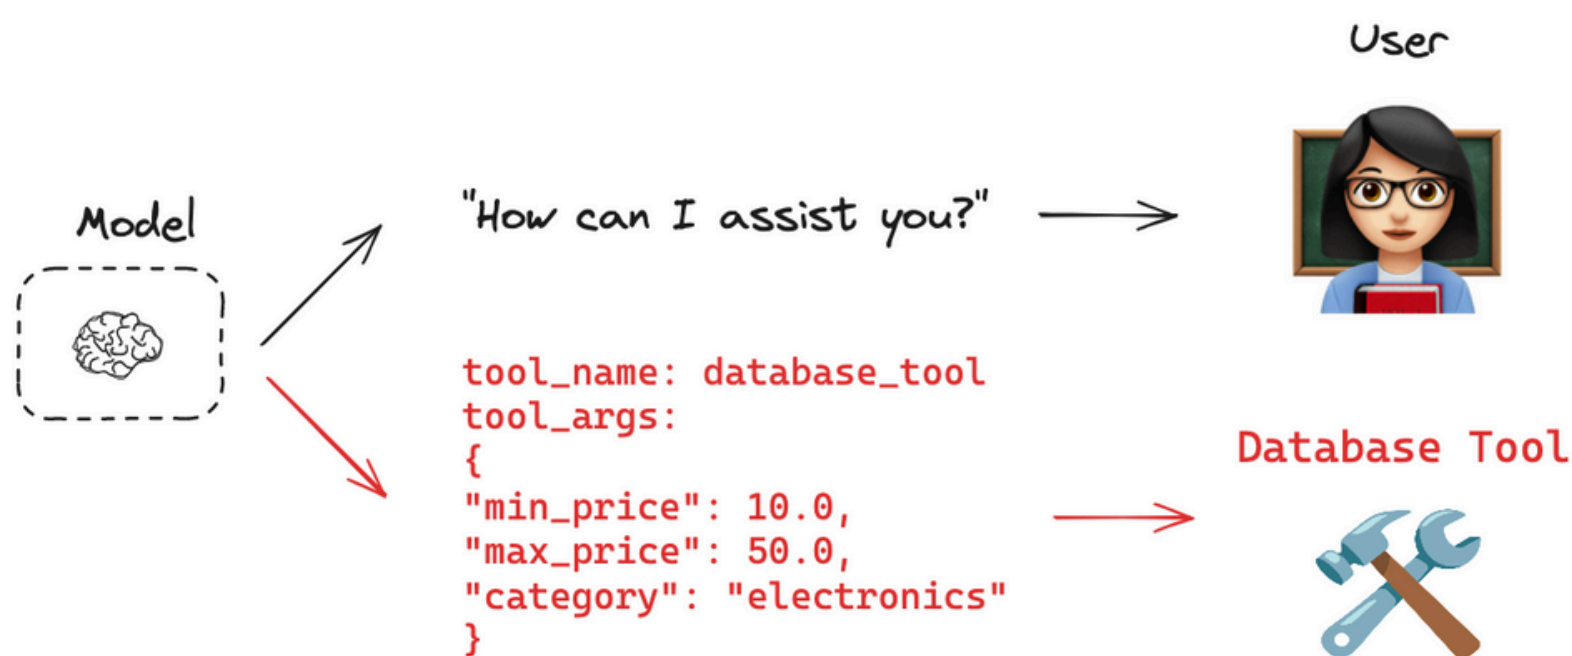 User
Model
"How can I assist you?"
tool_name: database_tool
tool_args:
{
"min_price": 10.0,
"max_price": 50.0,
"category": "electronics"
}
Database Tool